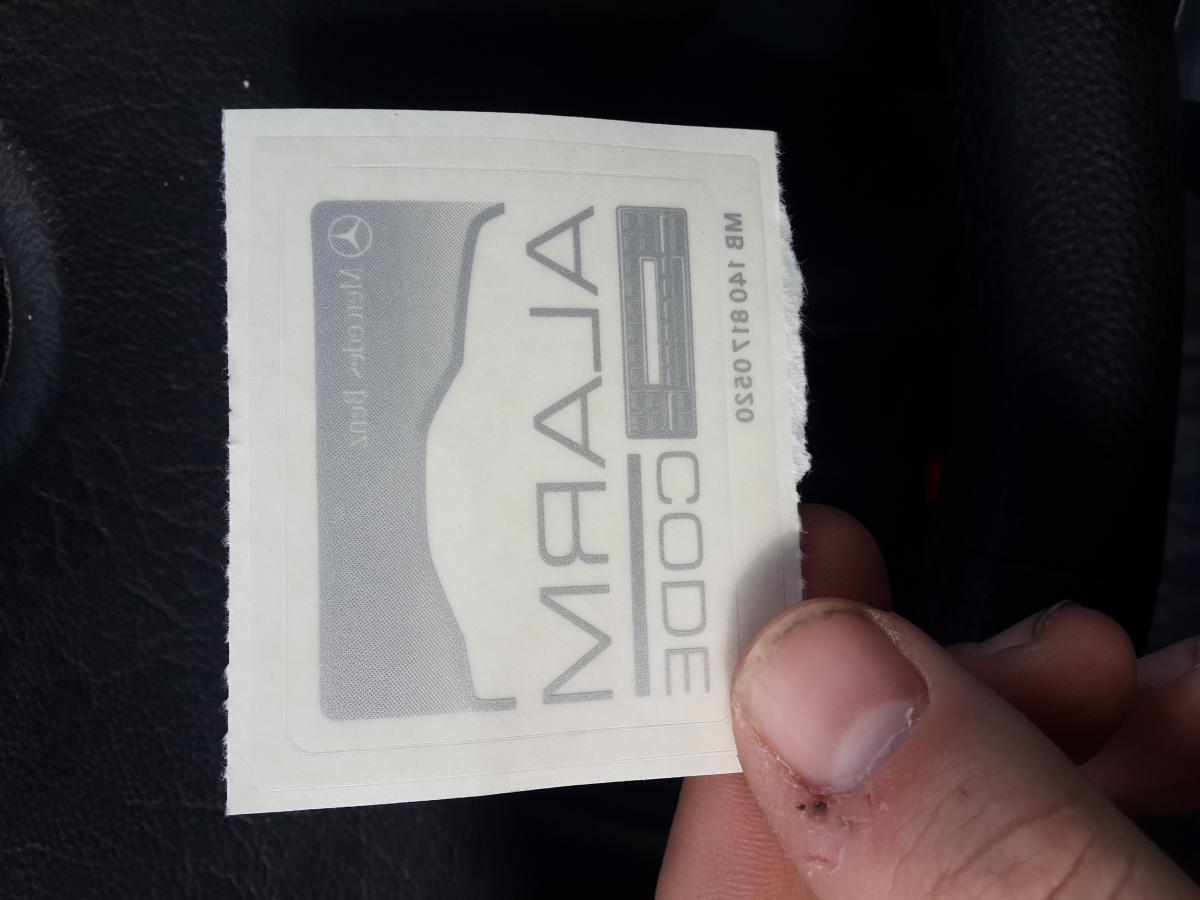 Mercedes Benz
ALARM
CODE
MB 140 817 0520